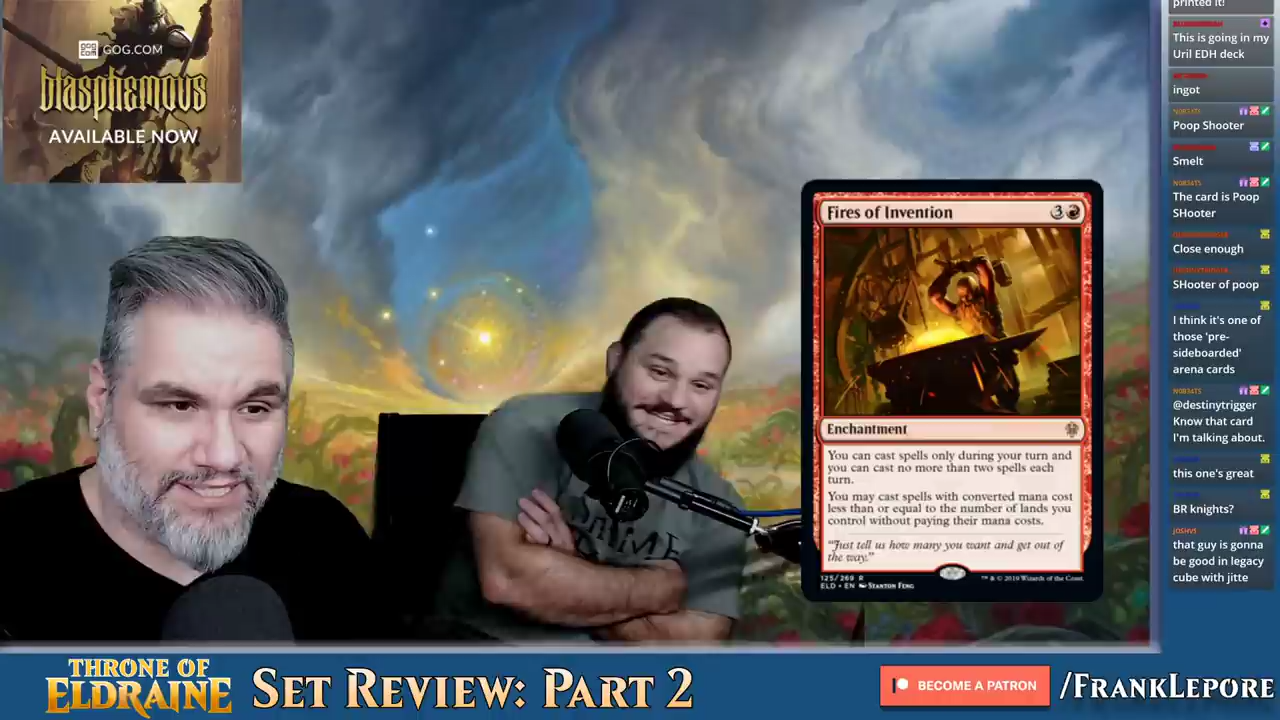 GOG.COM
blasphemous
AVAILABLE NOW
Fires of Invention
3
Enchantment
You can cast spells only during your turn and
you can cast no more than two spells each
turn.
You may cast spells with converted mana cost
less than or equal to the number of lands you
control without paying their mana costs.
"Just tell us how many you want and get out of
the way."
125/269 R
ELD • EN
™ & © 2019 Wizards of the Coast
printed it!
This is going in my
Uril EDH deck
ingot
Poop Shooter
Smelt
The card is Poop
SHooter
Close enough
SHooter of poop
I think it's one of
those 'pre-
sideboarded'
arena cards
@destinytrigger
Know that card
I'm talking about.
this one's great
BR knights?
that guy is gonna
be good in legacy
cube with jitte
THRONE OF
ELDRAINE
SET REVIEW: PART 2
BECOME A PATRON
/FRANKLEPORE